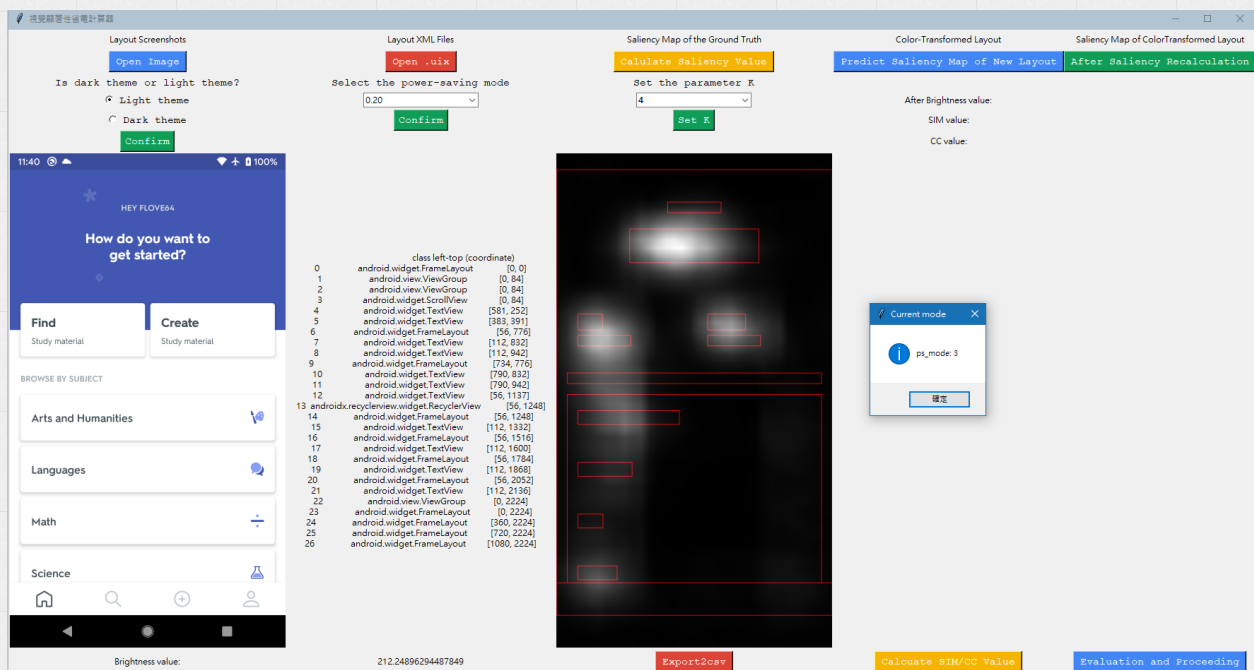 視覺顯著性省電計算器
Layout Screenshots
Layout XML Files
Saliency Map of the Ground Truth
Color-Transformed Layout
Saliency Map of ColorTransformed Layout
Open Image
Open .uix
Calulate Saliency Value
Predict Saliency Map of New Layout
After Saliency Recalculation
Is dark theme or light theme?
Select the power-saving mode
Set the parameter K
Light theme
0.20
4
After Brightness value:
Dark theme
Confirm
Set K
SIM value:
Confirm
CC value:
11:40
100%
HEY FLOVE64
How do you want to
get started?
Find
Study material
Create
Study material
BROWSE BY SUBJECT
Arts and Humanities
Languages
Math
Science
class left-top (coordinate)
0 android.widget.FrameLayout [0, 0]
1 android.view.ViewGroup [0, 84]
2 android.view.ViewGroup [0, 84]
3 android.widget.ScrollView [0, 84]
4 android.widget.TextView [581, 252]
5 android.widget.TextView [383, 391]
6 android.widget.FrameLayout [56, 776]
7 android.widget.TextView [112, 832]
8 android.widget.TextView [112, 942]
9 android.widget.FrameLayout [734, 776]
10 android.widget.TextView [790, 832]
11 android.widget.TextView [790, 942]
12 android.widget.TextView [56, 1137]
13 androidx.recyclerview.widget.RecyclerView [56, 1248]
14 android.widget.FrameLayout [56, 1248]
15 android.widget.TextView [112, 1332]
16 android.widget.FrameLayout [56, 1516]
17 android.widget.TextView [112, 1600]
18 android.widget.FrameLayout [56, 1784]
19 android.widget.TextView [112, 1868]
20 android.widget.FrameLayout [56, 2052]
21 android.widget.TextView [112, 2136]
22 android.view.ViewGroup [0, 2224]
23 android.widget.FrameLayout [0, 2224]
24 android.widget.FrameLayout [360, 2224]
25 android.widget.FrameLayout [720, 2224]
26 android.widget.FrameLayout [1080, 2224]
Current mode
ps_mode: 3
確定
Brightness value:
212.24896294487849
Export2csv
Calcuate SIM/CC Value
Evaluation and Proceeding